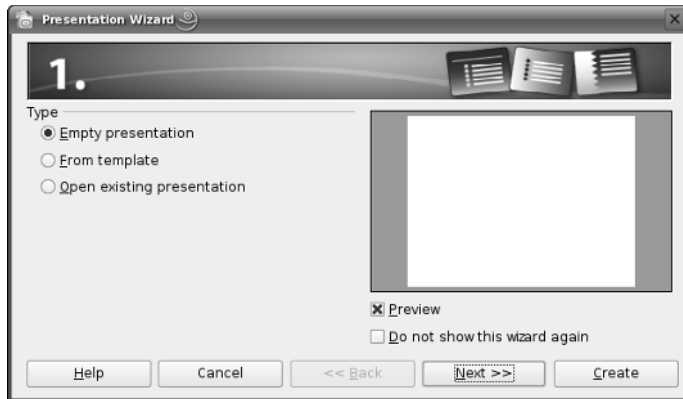 Presentation Wizard
1.
Type
Empty presentation
From template
Open existing presentation
Preview
Do not show this wizard again
Help Cancel << Back Next >> Create